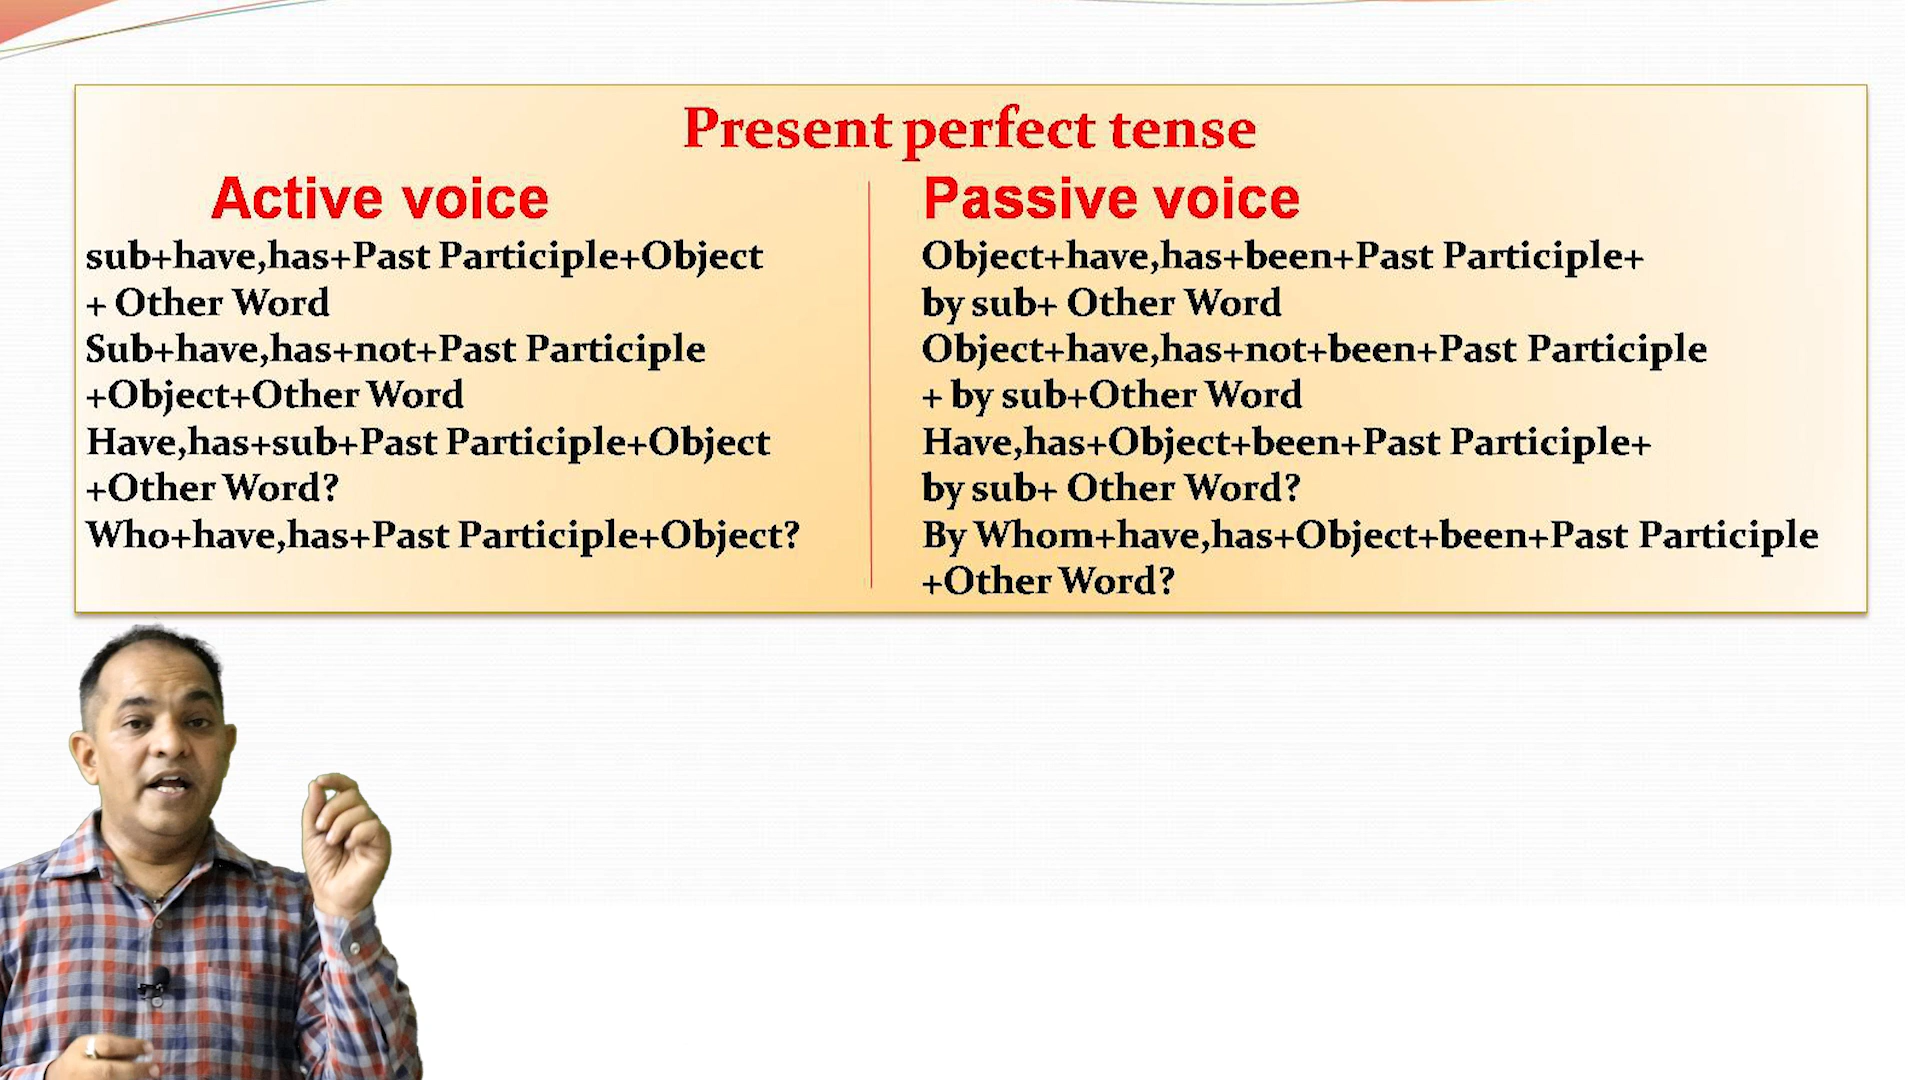 Present perfect tense
Active voice
sub+have,has+Past Participle+Object
+ Other Word
Sub+have,has+not+Past Participle
+Object+Other Word
Have,has+sub+Past Participle+Object
+Other Word?
Who+have,has+Past Participle+Object?
Passive voice
Object+have,has+been+Past Participle+
by sub+ Other Word
Object+have,has+not+been+Past Participle
+ by sub+Other Word
Have,has+Object+been+Past Participle+
by sub+ Other Word?
By Whom+have,has+Object+been+Past Participle
+Other Word?